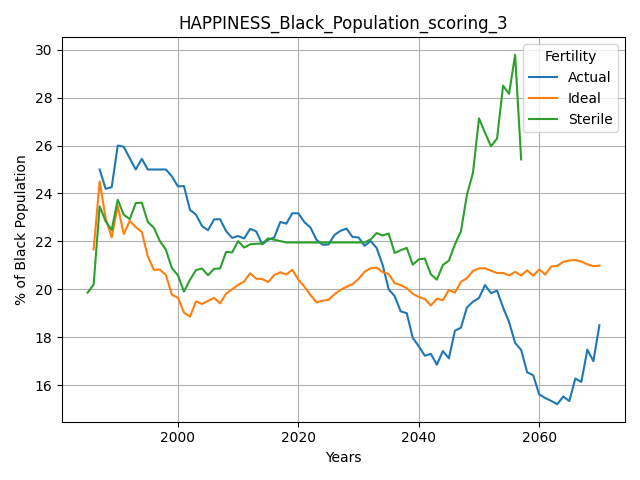 HAPPINESS_Black_Population_scoring_3
% of Black Population
30
28
26
24
22
20
18
16
Fertility
Actual
Ideal
Sterile
2000
2020
2040
2060
Years